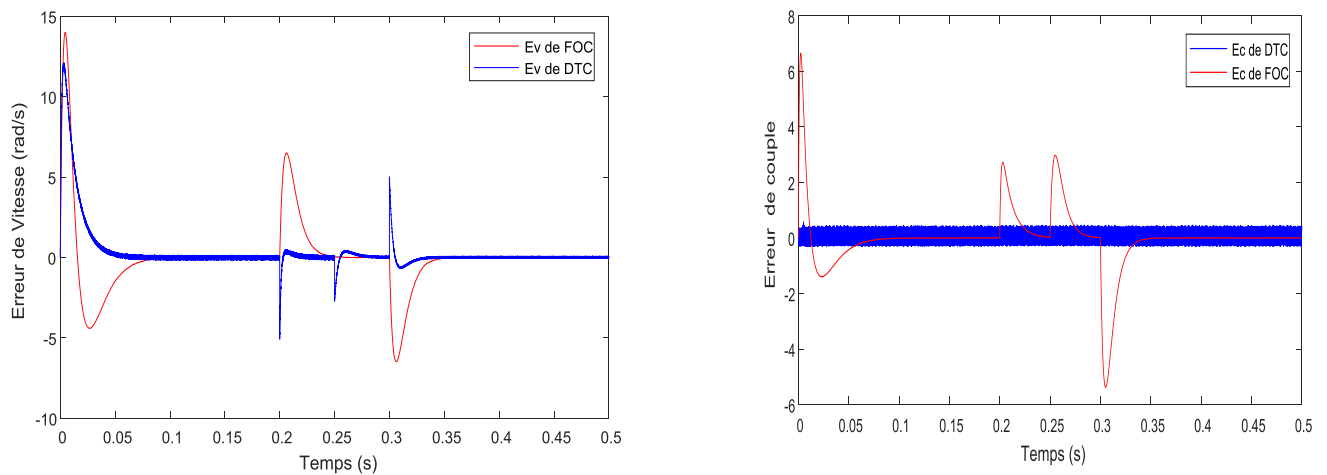 15
10
5
0
-5
-10
Erreur de Vitesse (rad/s)
Ev de FOC
Ev de DTC
0 0.05 0.1 0.15 0.2 0.25 0.3 0.35 0.4 0.45 0.5
Temps (s)
8
6
4
2
0
-2
-4
-6
Erreur de couple
Ec de DTC
Ec de FOC
0 0.05 0.1 0.15 0.2 0.25 0.3 0.35 0.4 0.45 0.5
Temps (s)